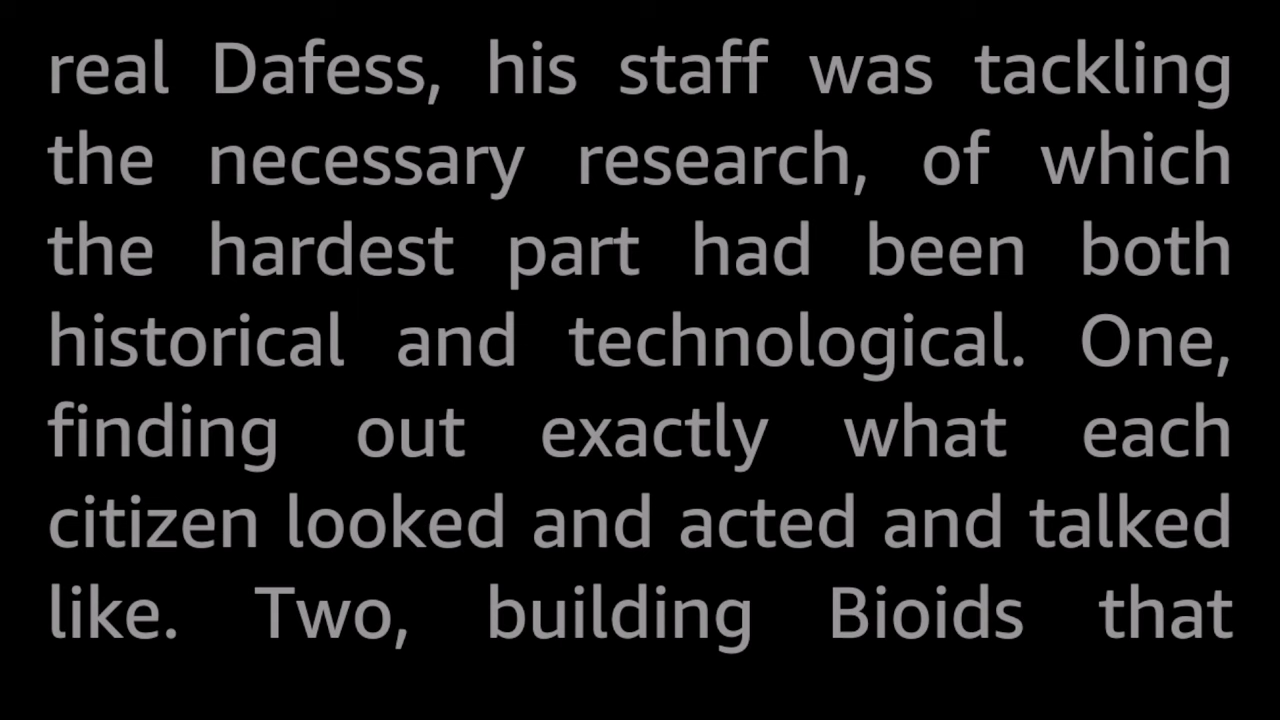 real Dafess, his staff was tackling
the necessary research, of which
the hardest part had been both
historical and technological. One,
finding out exactly what each
citizen looked and acted and talked
like. Two, building Bioids that